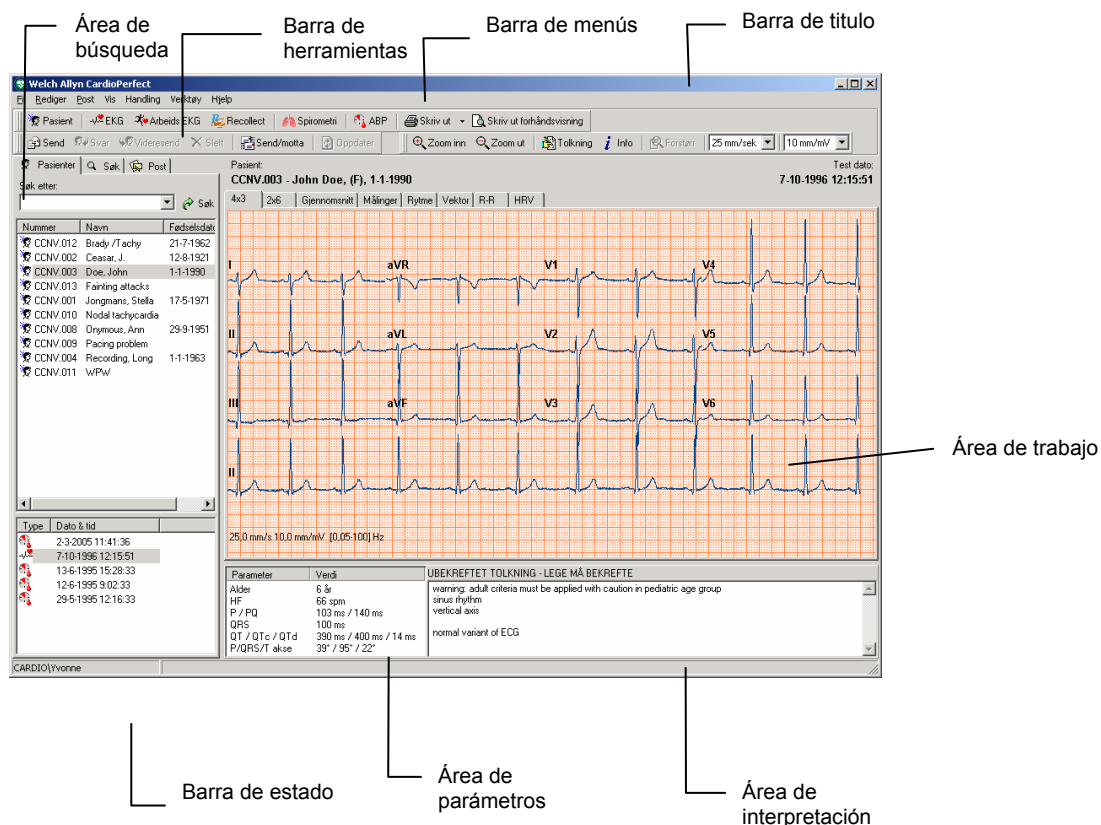 Área de búsqueda
Barra de herramientas
Barra de menús
Barra de titulo
Welch Allyn CardioPerfect
Rediger Post Vis Handling Verktøy Hjelp
Pasient EKG Arbeids EKG Recollect Spirometri ABP Skriv ut Skriv ut forhåndsvisning
Send Svar Videresend Slett Send/motta Oppdater Zoom inn Zoom ut Tolkning Info Forstørr 25 mm/sek 10 mm/mV
Pasienter Søk Post
Søk etter:
Søk
Nummer Navn Fødselsdato
CCNV.012 Brady /Tachy 21-7-1962
CCNV.002 Ceasar, J. 12-8-1921
CCNV.003 Doe, John 1-1-1990
CCNV.013 Fainting attacks
CCNV.001 Jongmans, Stella 17-5-1971
CCNV.010 Nodal tachycardia
CCNV.008 Onymous, Ann 29-9-1951
CCNV.009 Pacing problem
CCNV.004 Recording, Long 1-1-1963
CCNV.011 WPW
Type Dato & tid
2-3-2005 11:41:36
7-10-1996 12:15:51
13-6-1995 15:28:33
12-6-1995 9:02:33
29-5-1995 12:16:33
Pasient: Test dato:
CCNV.003 - John Doe, (F), 1-1-1990 7-10-1996 12:15:51
4x3 2x6 Gjennomsnitt Målinger Rytme Vektor R-R HRV
I aVR V1 V4
II aVL V2 V5
III aVF V3 V6
II
25,0 mm/s 10,0 mm/mV [0,05-100] Hz
Parameter Verdi
Alder 6 år
HF 66 spm
P / PQ 103 ms / 140 ms
QRS 100 ms
QT / QTc / QTd 390 ms / 400 ms / 14 ms
P/QRS/T akse 39° / 95° / 22°
UBEKREFTET TOLKNING - LEGE MÅ BEKREFTE
warning: adult criteria must be applied with caution in pediatric age group
sinus rhythm
vertical axis
normal variant of ECG
CARDIO\Yvonne
Área de trabajo
Barra de estado
Área de parámetros
Área de interpretación